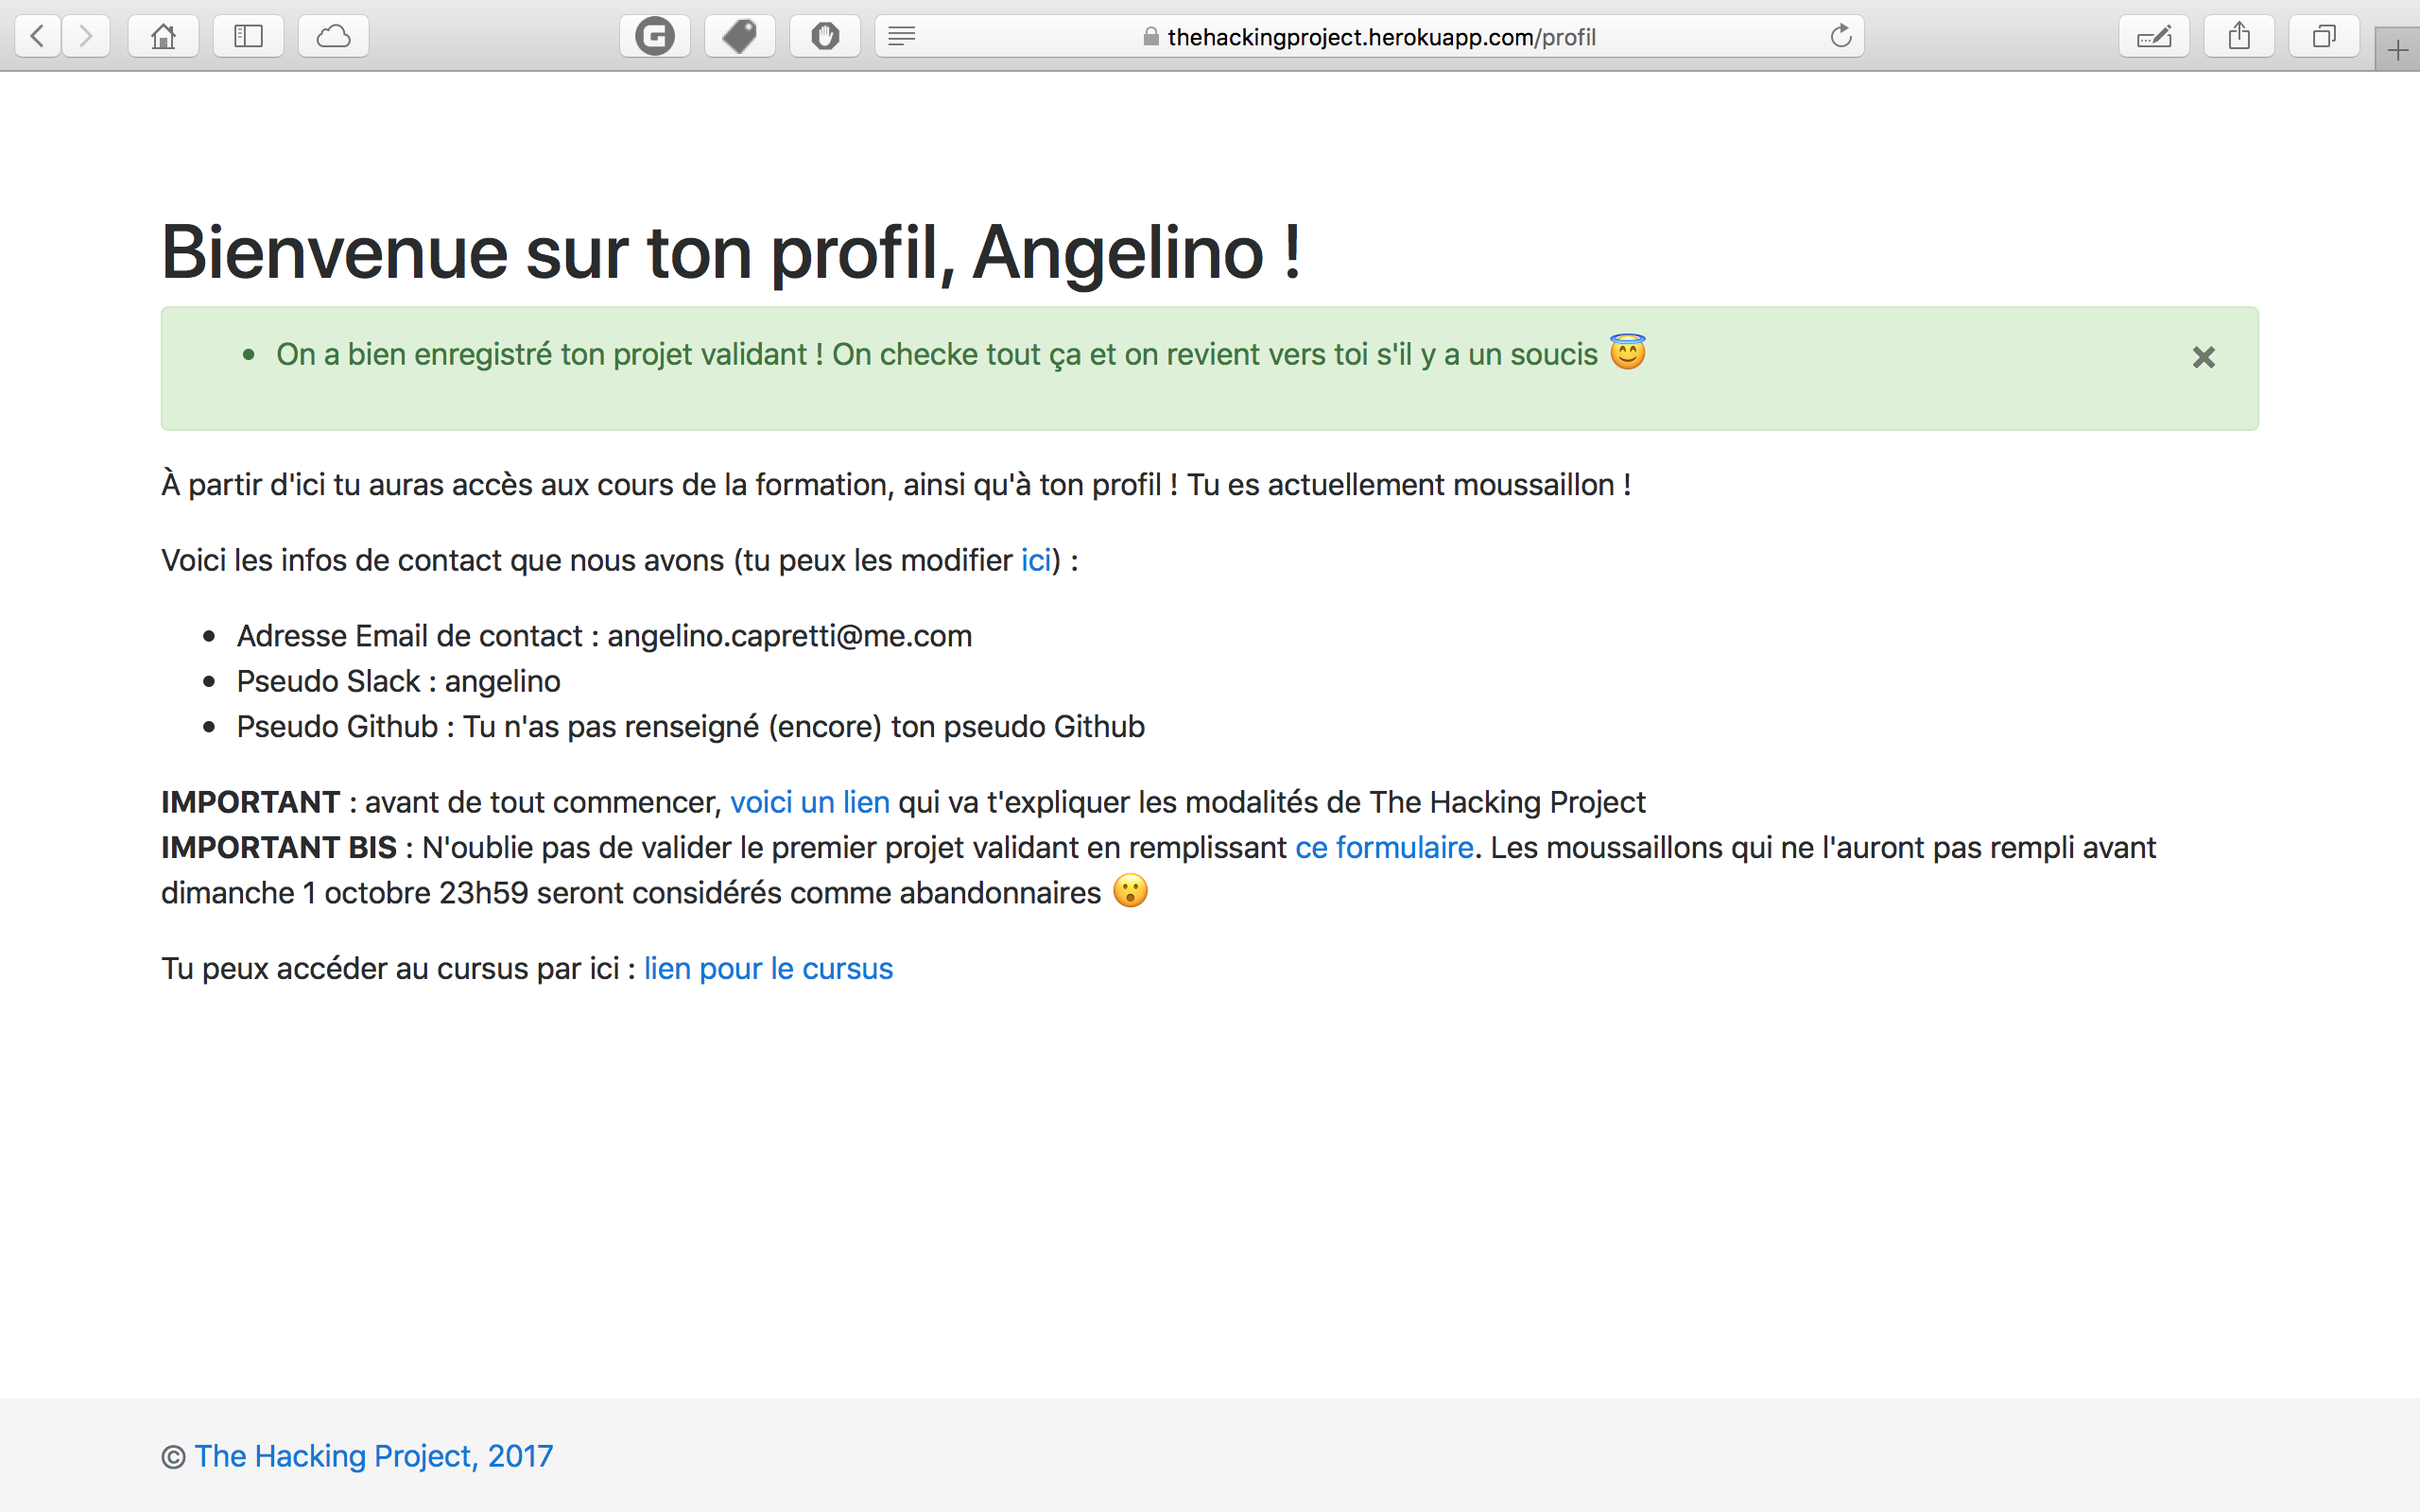 thehackingproject.herokuapp.com/profil
Bienvenue sur ton profil, Angelino !
On a bien enregistré ton projet validant ! On checke tout ça et on revient vers toi s'il y a un soucis 😇
×
À partir d'ici tu auras accès aux cours de la formation, ainsi qu'à ton profil ! Tu es actuellement moussaillon !
Voici les infos de contact que nous avons (tu peux les modifier ici) :
Adresse Email de contact : angelino.capretti@me.com
Pseudo Slack : angelino
Pseudo Github : Tu n'as pas renseigné (encore) ton pseudo Github
IMPORTANT : avant de tout commencer, voici un lien qui va t'expliquer les modalités de The Hacking Project
IMPORTANT BIS : N'oublie pas de valider le premier projet validant en remplissant ce formulaire. Les moussaillons qui ne l'auront pas rempli avant
dimanche 1 octobre 23h59 seront considérés comme abandonnaires 😮
Tu peux accéder au cursus par ici : lien pour le cursus
© The Hacking Project, 2017